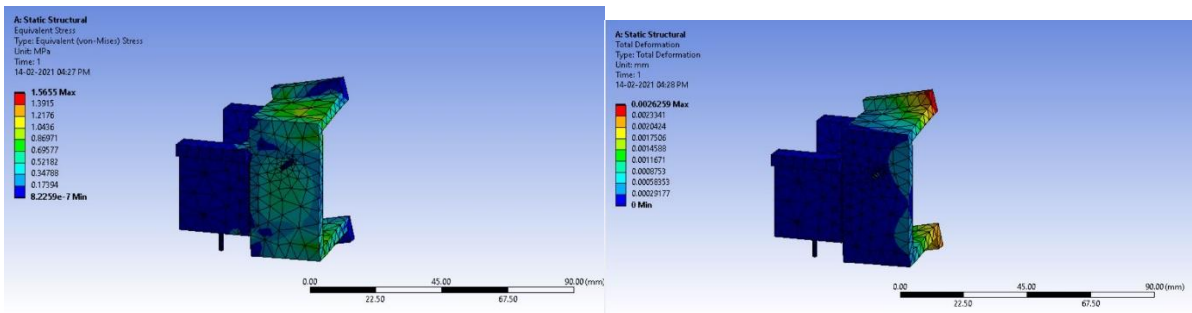 A: Static Structural
Equivalent Stress
Type: Equivalent (von-Mises) Stress
Unit: MPa
Time: 1
14-02-2021 04:27 PM
1.5655 Max
1.3915
1.2176
1.0436
0.86971
0.69577
0.52182
0.34788
0.17394
8.2259e-7 Min
0.00
45.00
90.00 (mm)
22.50
67.50
A: Static Structural
Total Deformation
Type: Total Deformation
Unit: mm
Time: 1
14-02-2021 04:28 PM
0.0026259 Max
0.0023341
0.0020424
0.0017506
0.0014588
0.0011671
0.0008753
0.00058353
0.00029177
0 Min
0.00
45.00
90.00 (mm)
22.50
67.50